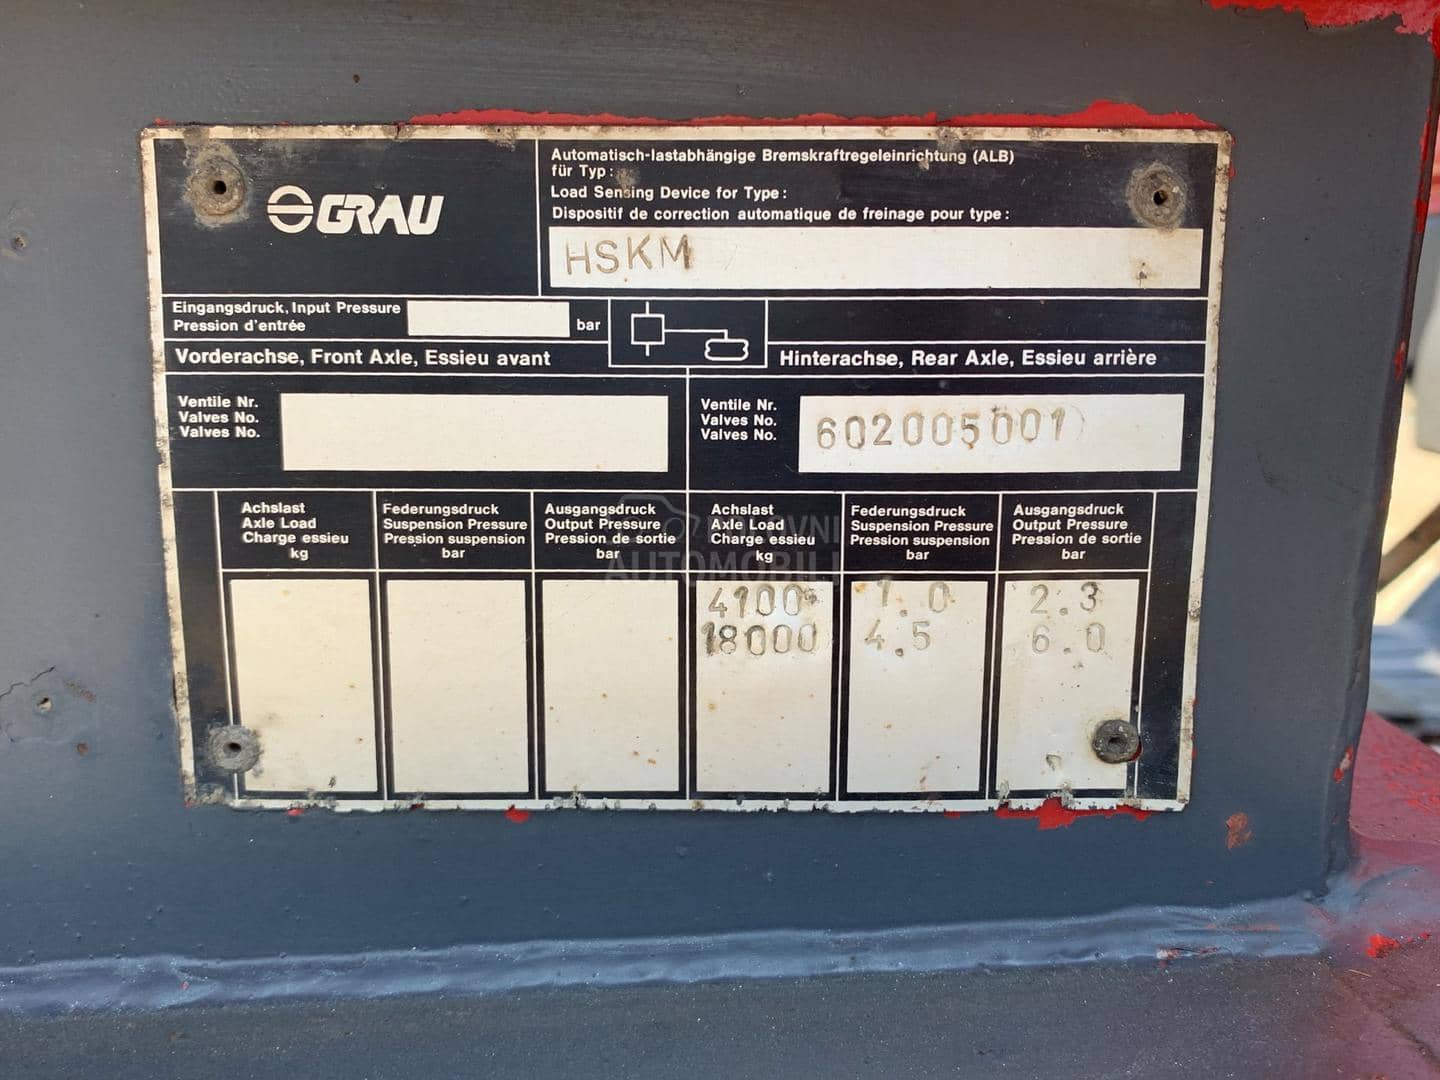 GRAU
Automatisch-lastabhängige Bremskraftregeleinrichtung (ALB)
für Typ:
Load Sensing Device for Type:
Dispositif de correction automatique de freinage pour type:
HSKM
Eingangsdruck, Input Pressure
Pression d'entrée
bar
Vorderachse, Front Axle, Essieu avant
Hinterachse, Rear Axle, Essieu arrière
Ventile Nr.
Valves No.
Valves No.
Ventile Nr.
Valves No.
Valves No.
602005001
Achslast
Axle Load
Charge essieu
kg
Federungsdruck
Suspension Pressure
Pression suspension
bar
Ausgangsdruck
Output Pressure
Pression de sortie
bar
Achslast
Axle Load
Charge essieu
kg
Federungsdruck
Suspension Pressure
Pression suspension
bar
Ausgangsdruck
Output Pressure
Pression de sortie
bar
4100 1.0 2.3
18000 4.5 6.0
AUTOMOBILI